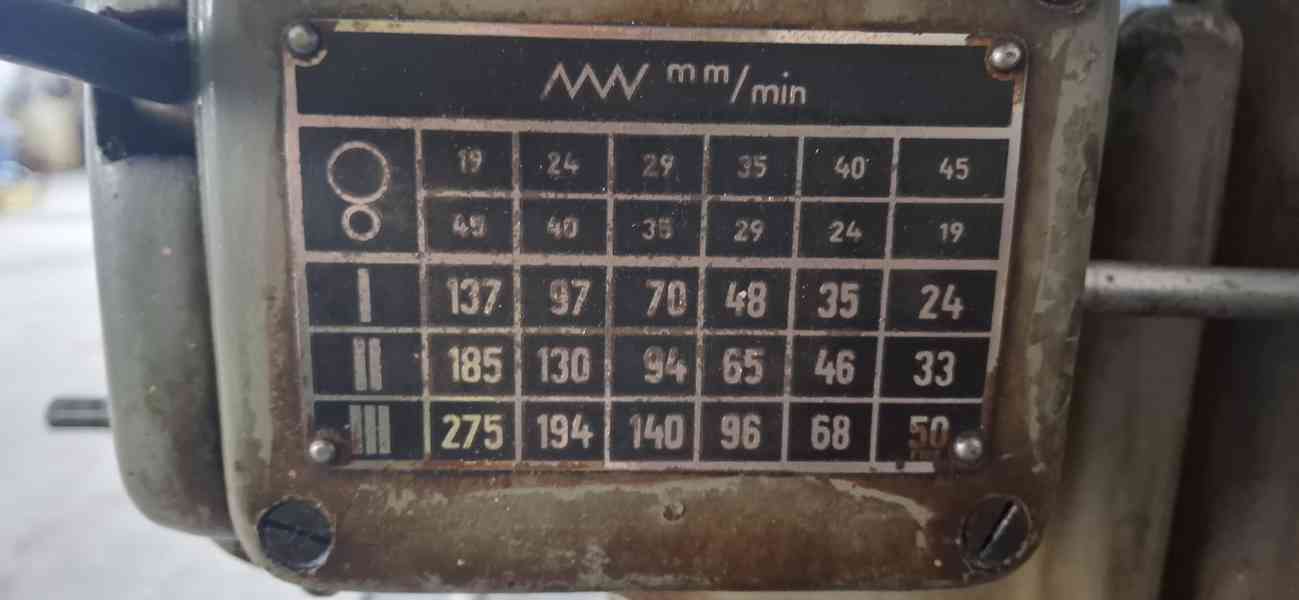 mm/min
19 24 29 35 40 45
45 40 35 29 24 19
I 137 97 70 48 35 24
II 185 130 94 65 46 33
III 275 194 140 96 68 50